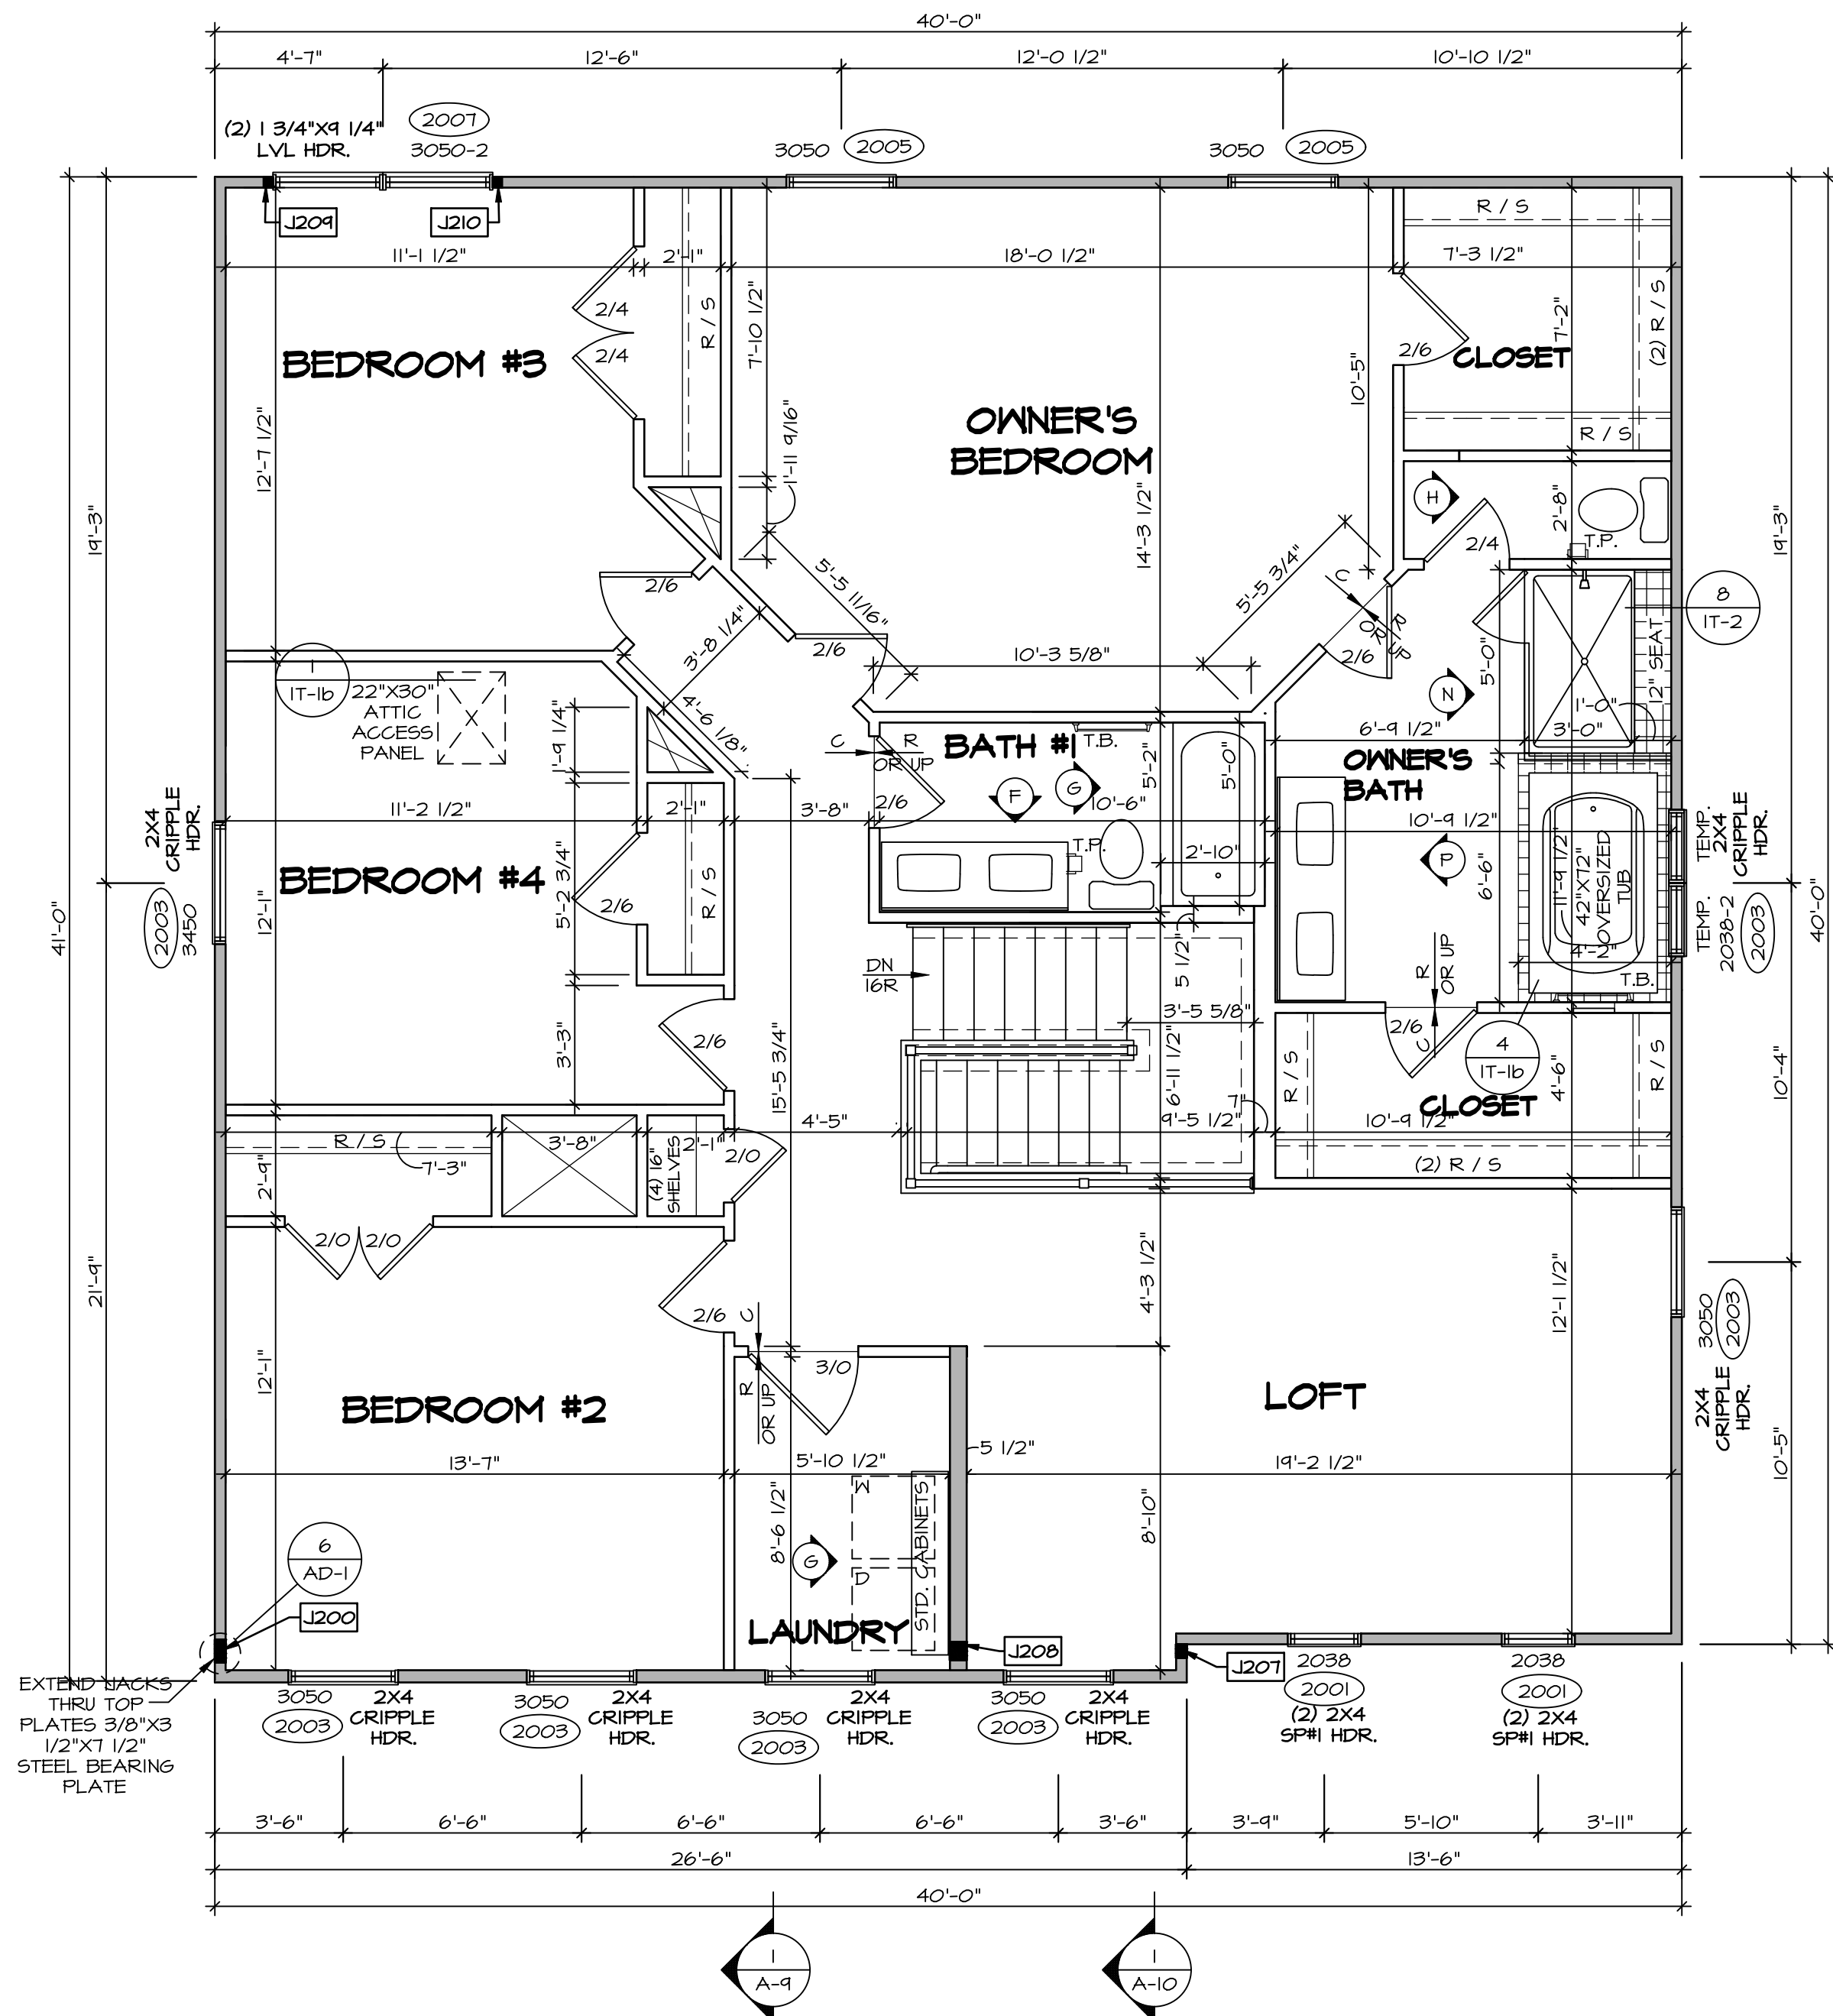 40'-0"
4'-7"
12'-6"
12'-0 1/2"
10'-10 1/2"
(2) 1 3/4"X9 1/4"
LVL HDR.
2007
3050-2
3050
2005
3050
2005
J209
J210
R / S
11'-1 1/2"
2'-1"
18'-0 1/2"
7'-3 1/2"
2/4
2/4
R / S
7'-10 1/2"
7'-2"
(2) R / S
BEDROOM #3
2/6
CLOSET
10'-5"
12'-7 1/2"
1'-11 9/16"
OWNER'S
BEDROOM
R / S
14'-3 1/2"
H
2'-8"
2/4
T.P.
19'-3"
19'-3"
2/6
5'-5 11/16"
5'-5 3/4"
C
R
OR UP
8
IT-2
3'-8 1/4"
2/6
10'-3 5/8"
2/6
5'-0"
12" SEAT
1
IT-1b
22"X30"
ATTIC
ACCESS
PANEL
1'-9 1/4"
4'-6 1/8"
N
1'-0"
6'-9 1/2"
3'-0"
C
R
OR UP
BATH #1
T.B.
5'-2"
5'-0"
OWNER'S
BATH
F
G
2X4
CRIPPLE
HDR.
11'-2 1/2"
2'-1"
3'-8"
2/6
10'-6"
10'-9 1/2"
TEMP.
2X4
CRIPPLE
HDR.
T.P.
2'-10"
P
6'-6"
11'-9 1/2"
42"X72"
OVERSIZED
TUB
BEDROOM #4
5'-2 3/4"
R / S
2/6
41'-0"
2003
3450
12'-1"
TEMP.
2038-2
2003
40'-0"
4'-2"
T.B.
DN
16R
5 1/2"
R
OR UP
3'-5 5/8"
2/6
C
4
IT-1b
2/6
3'-3"
15'-5 3/4"
6'-11 1/2"
R / S
4'-6"
R / S
10'-4"
CLOSET
7"
R / S
3'-8"
2'-1"
4'-5"
9'-5 1/2"
10'-9 1/2"
2/0
7'-3"
(4) 16"
SHELVES
2'-9"
(2) R / S
2/0
2/0
21'-9"
4'-3 1/2"
12'-1 1/2"
2/6
C
R
OR UP
3/0
3050
2003
2X4
CRIPPLE
HDR.
12'-1"
BEDROOM #2
LOFT
13'-7"
5'-10 1/2"
5 1/2"
19'-2 1/2"
10'-5"
W
8'-6 1/2"
8'-10"
STD. CABINETS
6
AD-1
G
D
J200
LAUNDRY
J208
J207
EXTEND JACKS
THRU TOP
PLATES 3/8"X3
1/2"X7 1/2"
STEEL BEARING
PLATE
3050
2003
2X4
CRIPPLE
HDR.
3050
2003
2X4
CRIPPLE
HDR.
3050
2003
2X4
CRIPPLE
HDR.
3050
2003
2X4
CRIPPLE
HDR.
2038
2001
(2) 2X4
SP#1 HDR.
2038
2001
(2) 2X4
SP#1 HDR.
3'-6"
6'-6"
6'-6"
6'-6"
3'-6"
3'-9"
5'-10"
3'-11"
26'-6"
13'-6"
40'-0"
1
A-9
1
A-10